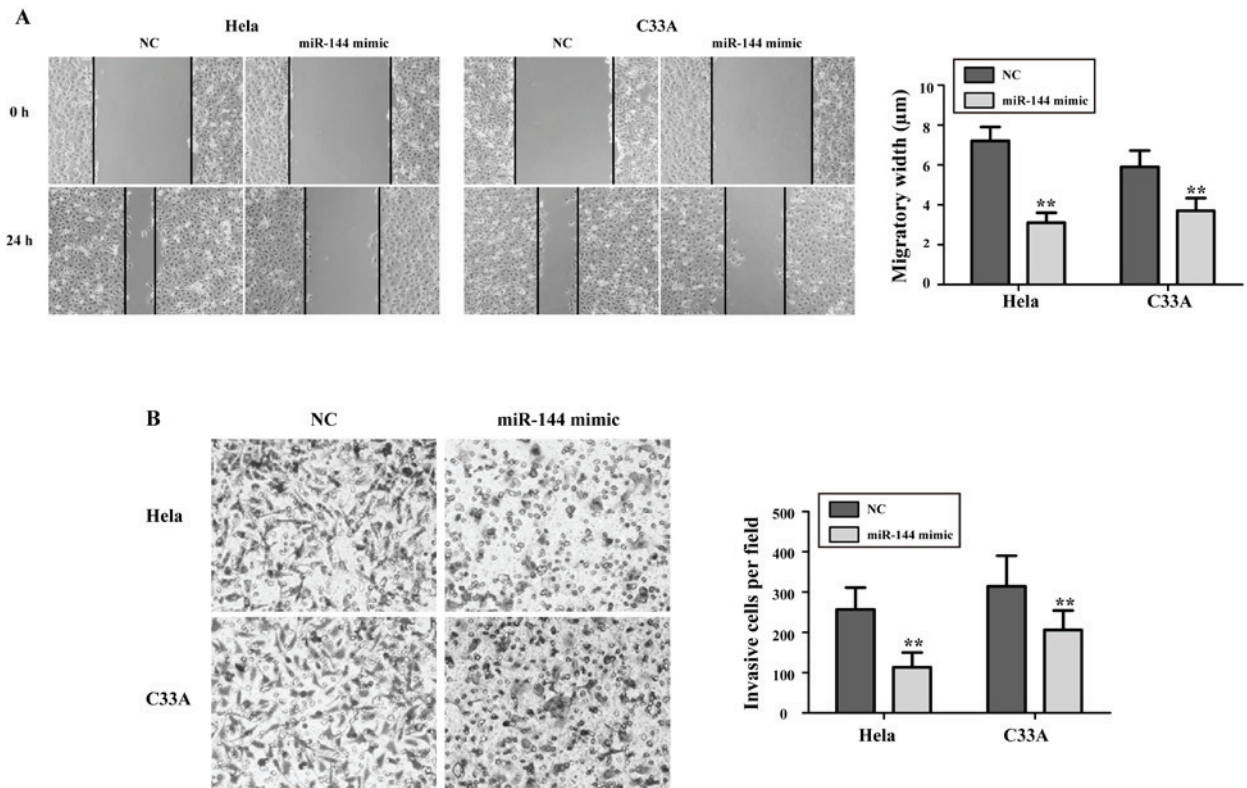 A
Hela
C33A
NC
miR-144 mimic
NC
miR-144 mimic
0 h
24 h
NC
miR-144 mimic
Migratory width (μm)
10
8
6
4
2
0
**
**
Hela
C33A
B
NC
miR-144 mimic
Hela
C33A
NC
miR-144 mimic
Invasive cells per field
500
400
300
200
100
0
**
**
Hela
C33A